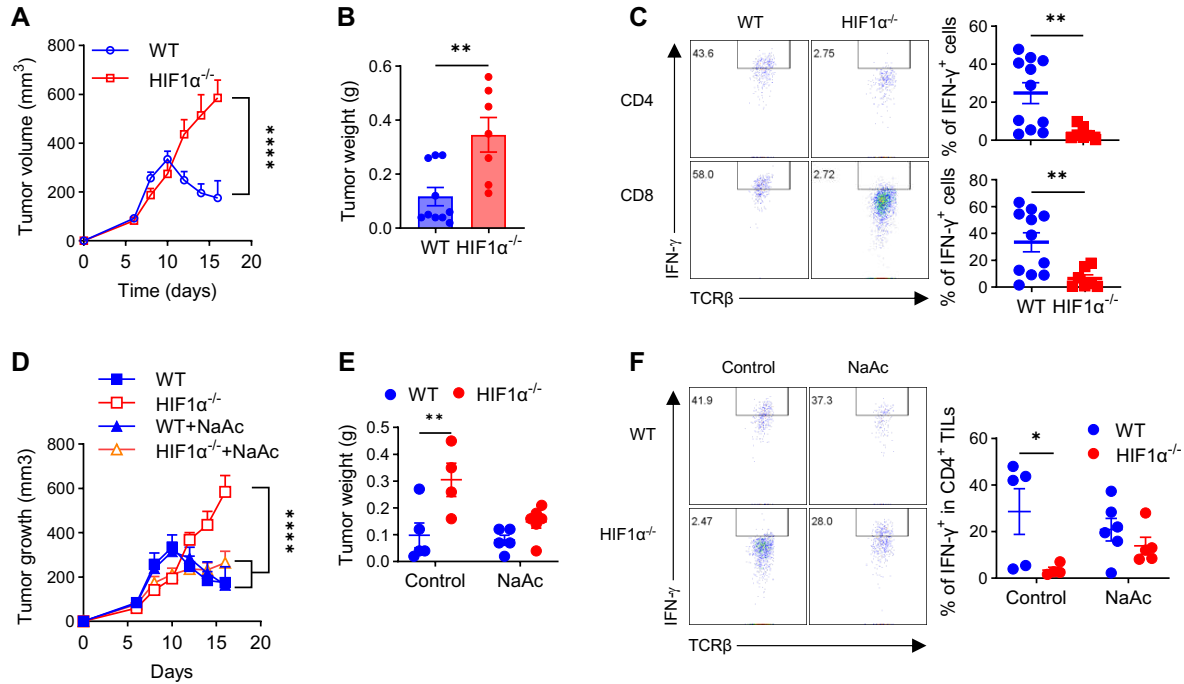 A
WT
HIF1α-/-
Tumor volume (mm3)
800
600
400
200
0
0 5 10 15 20
Time (days)
****
B
**
Tumor weight (g)
0.6
0.4
0.2
0.0
WT HIF1α-/-
C
WT HIF1α-/-
CD4
43.6
2.75
CD8
58.0
2.72
IFN-γ
TCRβ
% of IFN-γ+ cells
60
40
20
0
**
% of IFN-γ+ cells
80
60
40
20
0
**
WT HIF1α-/-
D
WT
HIF1α-/-
WT+NaAc
HIF1α-/-+NaAc
Tumor growth (mm3)
800
600
400
200
0
0 5 10 15 20
Days
****
E
WT HIF1α-/-
Tumor weight (g)
0.5
0.4
0.3
0.2
0.1
0.0
**
Control NaAc
F
Control NaAc
WT
41.9
37.3
HIF1α-/-
2.47
28.0
IFN-γ
TCRβ
% of IFN-γ+ in CD4+ TILs
60
40
20
0
*
WT
HIF1α-/-
Control NaAc